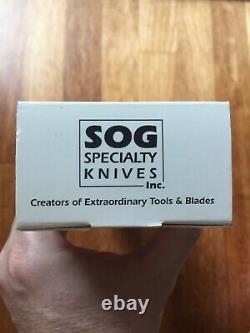 SOG
SPECIALTY
KNIVES
Inc.
Creators of Extraordinary Tools & Blades